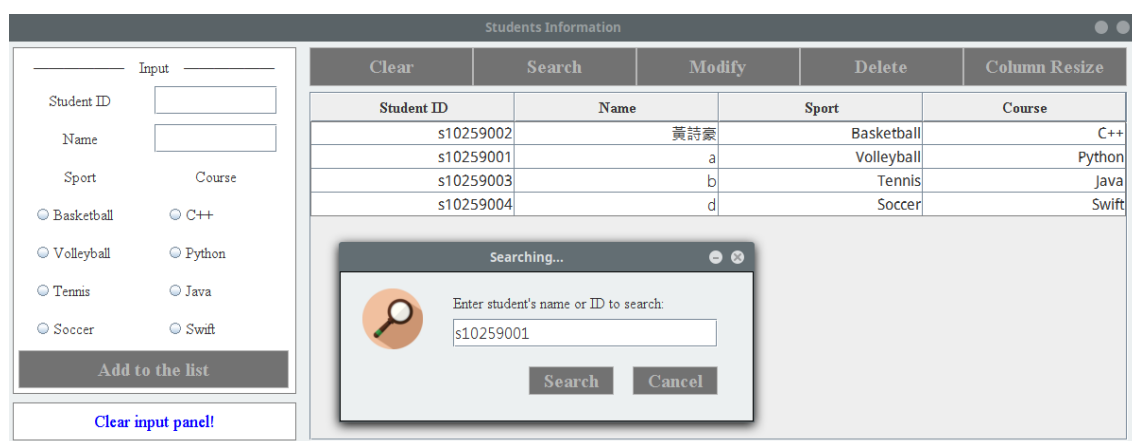 Students Information
Input
Student ID
Name
Sport Course
Basketball C++
Volleyball Python
Tennis Java
Soccer Swift
Add to the list
Clear input panel!
Clear Search Modify Delete Column Resize
Student ID Name Sport Course
s10259002 黃詩豪 Basketball C++
s10259001 a Volleyball Python
s10259003 b Tennis Java
s10259004 d Soccer Swift
Searching...
Enter student's name or ID to search:
s10259001
Search Cancel